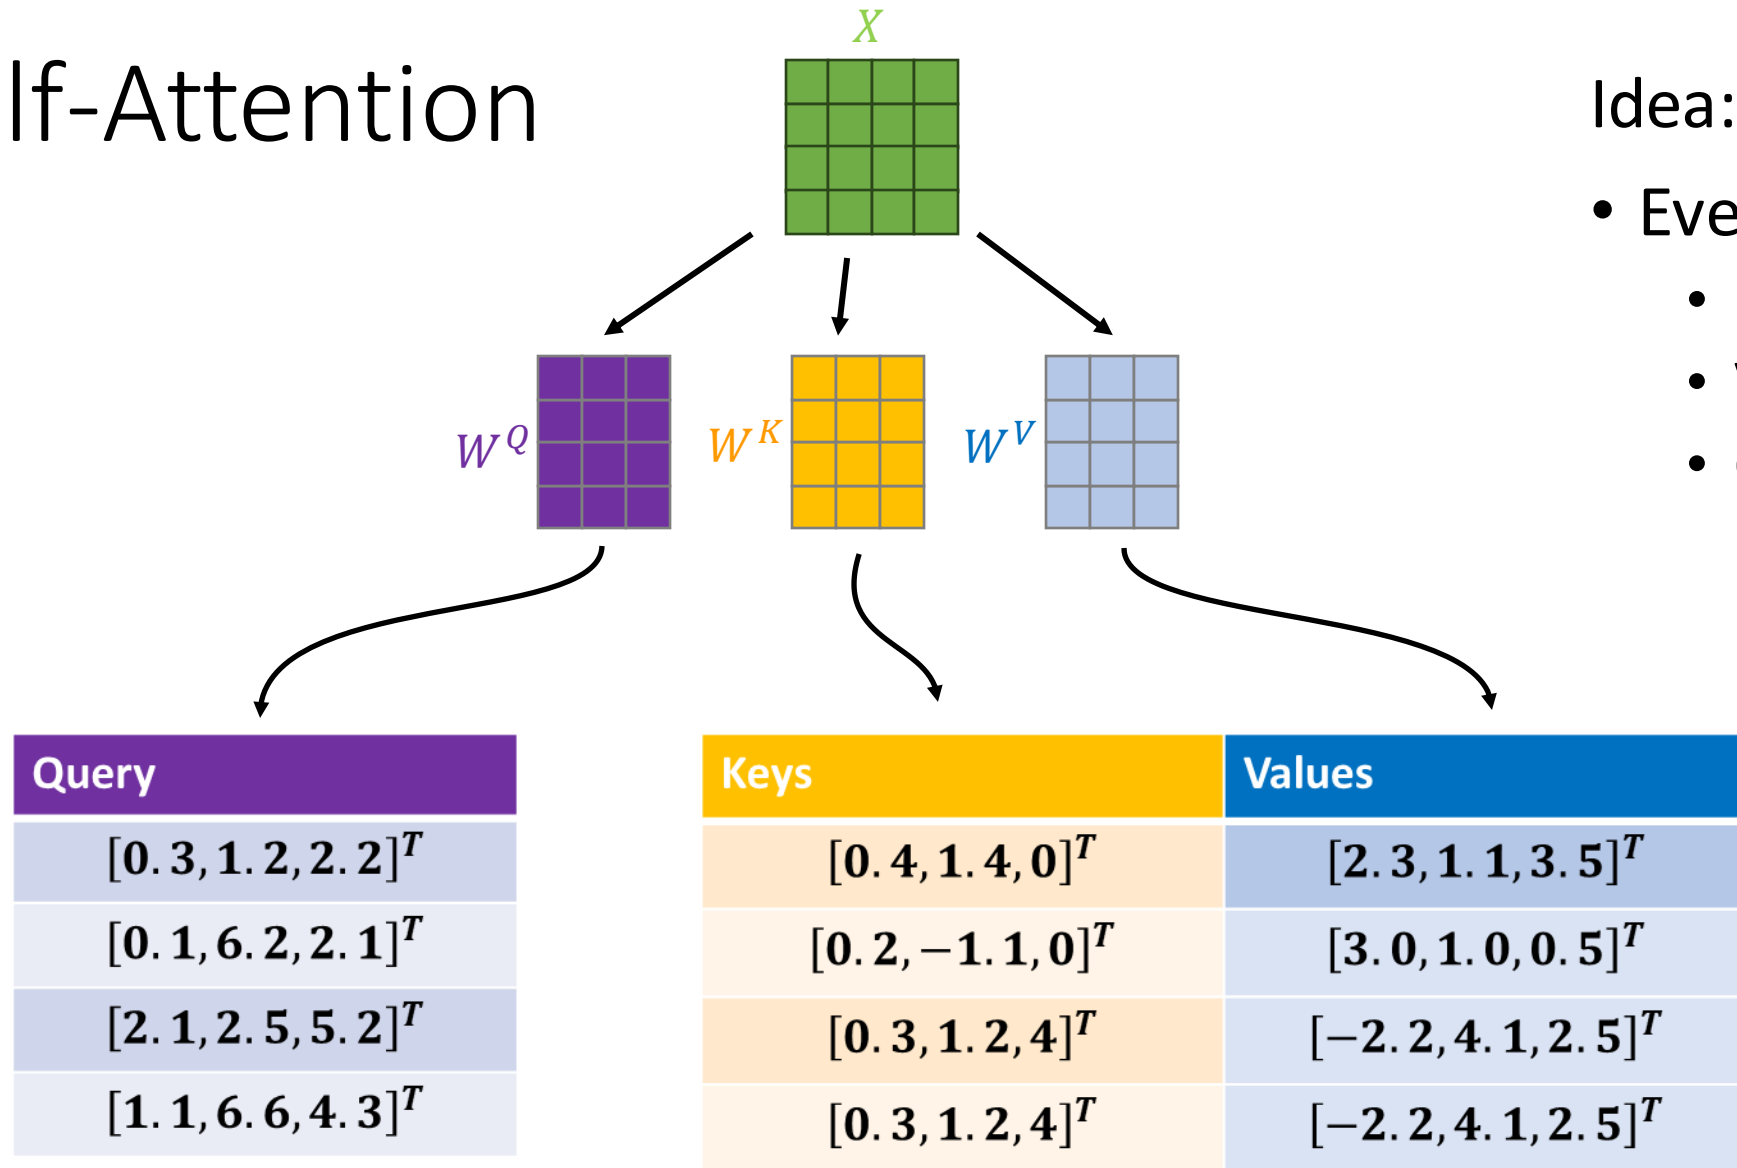 lf-Attention
X
Idea:
• Eve
W^Q
W^K
W^V
Query
[0.3, 1.2, 2.2]^T
[0.1, 6.2, 2.1]^T
[2.1, 2.5, 5.2]^T
[1.1, 6.6, 4.3]^T
Keys Values
[0.4, 1.4, 0]^T [2.3, 1.1, 3.5]^T
[0.2, −1.1, 0]^T [3.0, 1.0, 0.5]^T
[0.3, 1.2, 4]^T [−2.2, 4.1, 2.5]^T
[0.3, 1.2, 4]^T [−2.2, 4.1, 2.5]^T